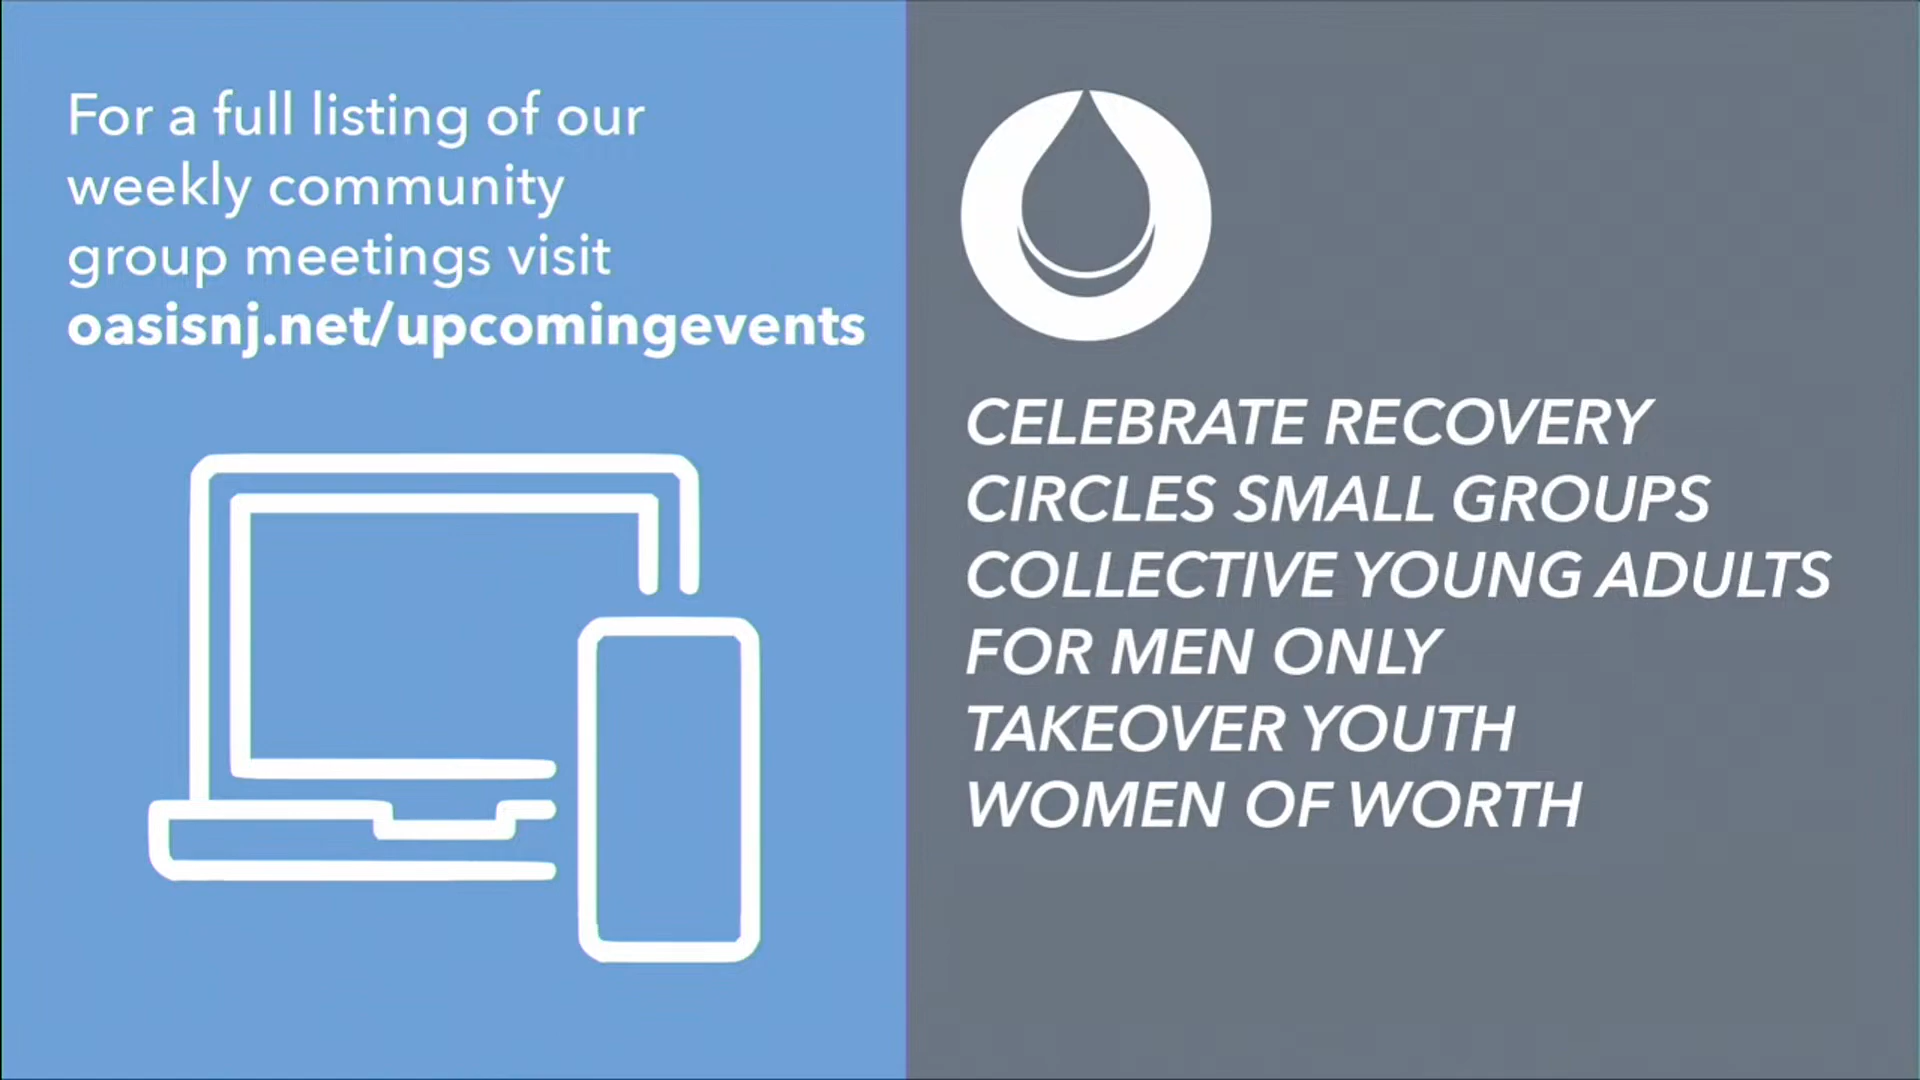 For a full listing of our
weekly community
group meetings visit
oasisnj.net/upcomingevents
CELEBRATE RECOVERY
CIRCLES SMALL GROUPS
COLLECTIVE YOUNG ADULTS
FOR MEN ONLY
TAKEOVER YOUTH
WOMEN OF WORTH